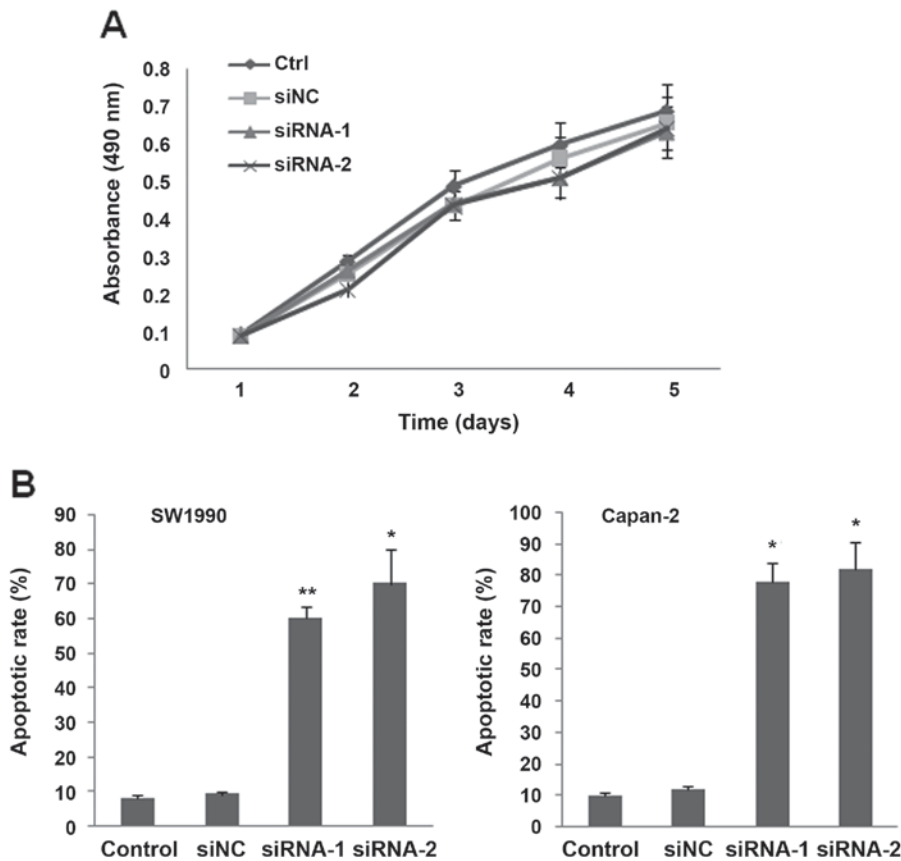 A
Ctrl
siNC
siRNA-1
siRNA-2
Absorbance (490 nm)
0.8
0.7
0.6
0.5
0.4
0.3
0.2
0.1
0
1 2 3 4 5
Time (days)
B
SW1990
Apoptotic rate (%)
90
80
70
60
50
40
30
20
10
0
** *
Control siNC siRNA-1 siRNA-2
Capan-2
Apoptotic rate (%)
100
90
80
70
60
50
40
30
20
10
0
* *
Control siNC siRNA-1 siRNA-2